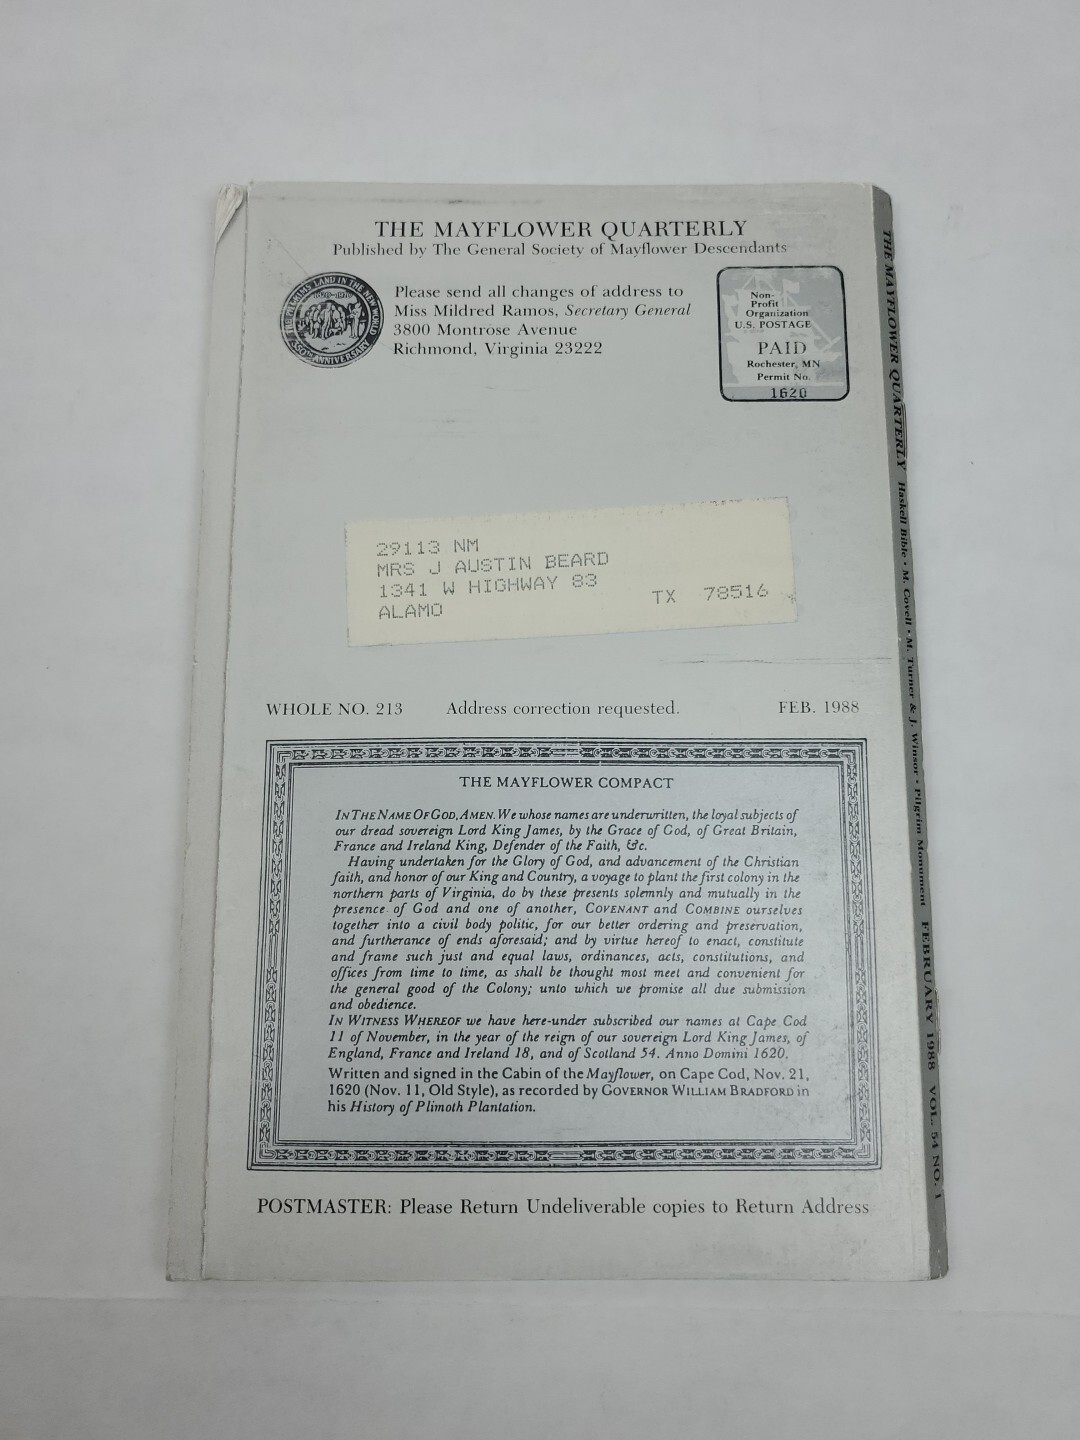 THE MAYFLOWER QUARTERLY
Published by The General Society of Mayflower Descendants
THE PILGRIMS LAND IN THE NEW WORLD
1620-1970
350TH ANNIVERSARY
Please send all changes of address to
Miss Mildred Ramos, Secretary General
3800 Montrose Avenue
Richmond, Virginia 23222
Non-
Profit
Organization
U.S. POSTAGE
PAID
Rochester, MN
Permit No.
1620
29113 NM
MRS J AUSTIN BEARD
1341 W HIGHWAY 83
ALAMO TX 78516
WHOLE NO. 213 Address correction requested. FEB. 1988
THE MAYFLOWER COMPACT
IN THE NAME OF GOD, AMEN. We whose names are underwritten, the loyal subjects of
our dread sovereign Lord King James, by the Grace of God, of Great Britain,
France and Ireland King, Defender of the Faith, &c.
Having undertaken for the Glory of God, and advancement of the Christian
faith, and honor of our King and Country, a voyage to plant the first colony in the
northern parts of Virginia, do by these presents solemnly and mutually in the
presence of God and one of another, COVENANT and COMBINE ourselves
together into a civil body politic, for our better ordering and preservation,
and furtherance of ends aforesaid; and by virtue hereof to enact, constitute
and frame such just and equal laws, ordinances, acts, constitutions, and
offices from time to time, as shall be thought most meet and convenient for
the general good of the Colony; unto which we promise all due submission
and obedience.
IN WITNESS WHEREOF we have here-under subscribed our names at Cape Cod
11 of November, in the year of the reign of our sovereign Lord King James, of
England, France and Ireland 18, and of Scotland 54. Anno Domini 1620.
Written and signed in the Cabin of the Mayflower, on Cape Cod, Nov. 21,
1620 (Nov. 11, Old Style), as recorded by GOVERNOR WILLIAM BRADFORD in
his History of Plimoth Plantation.
POSTMASTER: Please Return Undeliverable copies to Return Address
THE MAYFLOWER QUARTERLY Haskell Bible • M. Covell • M. Turner & J. Winsor • Pilgrim Monument FEBRUARY 1988 VOL. 54 NO. 1